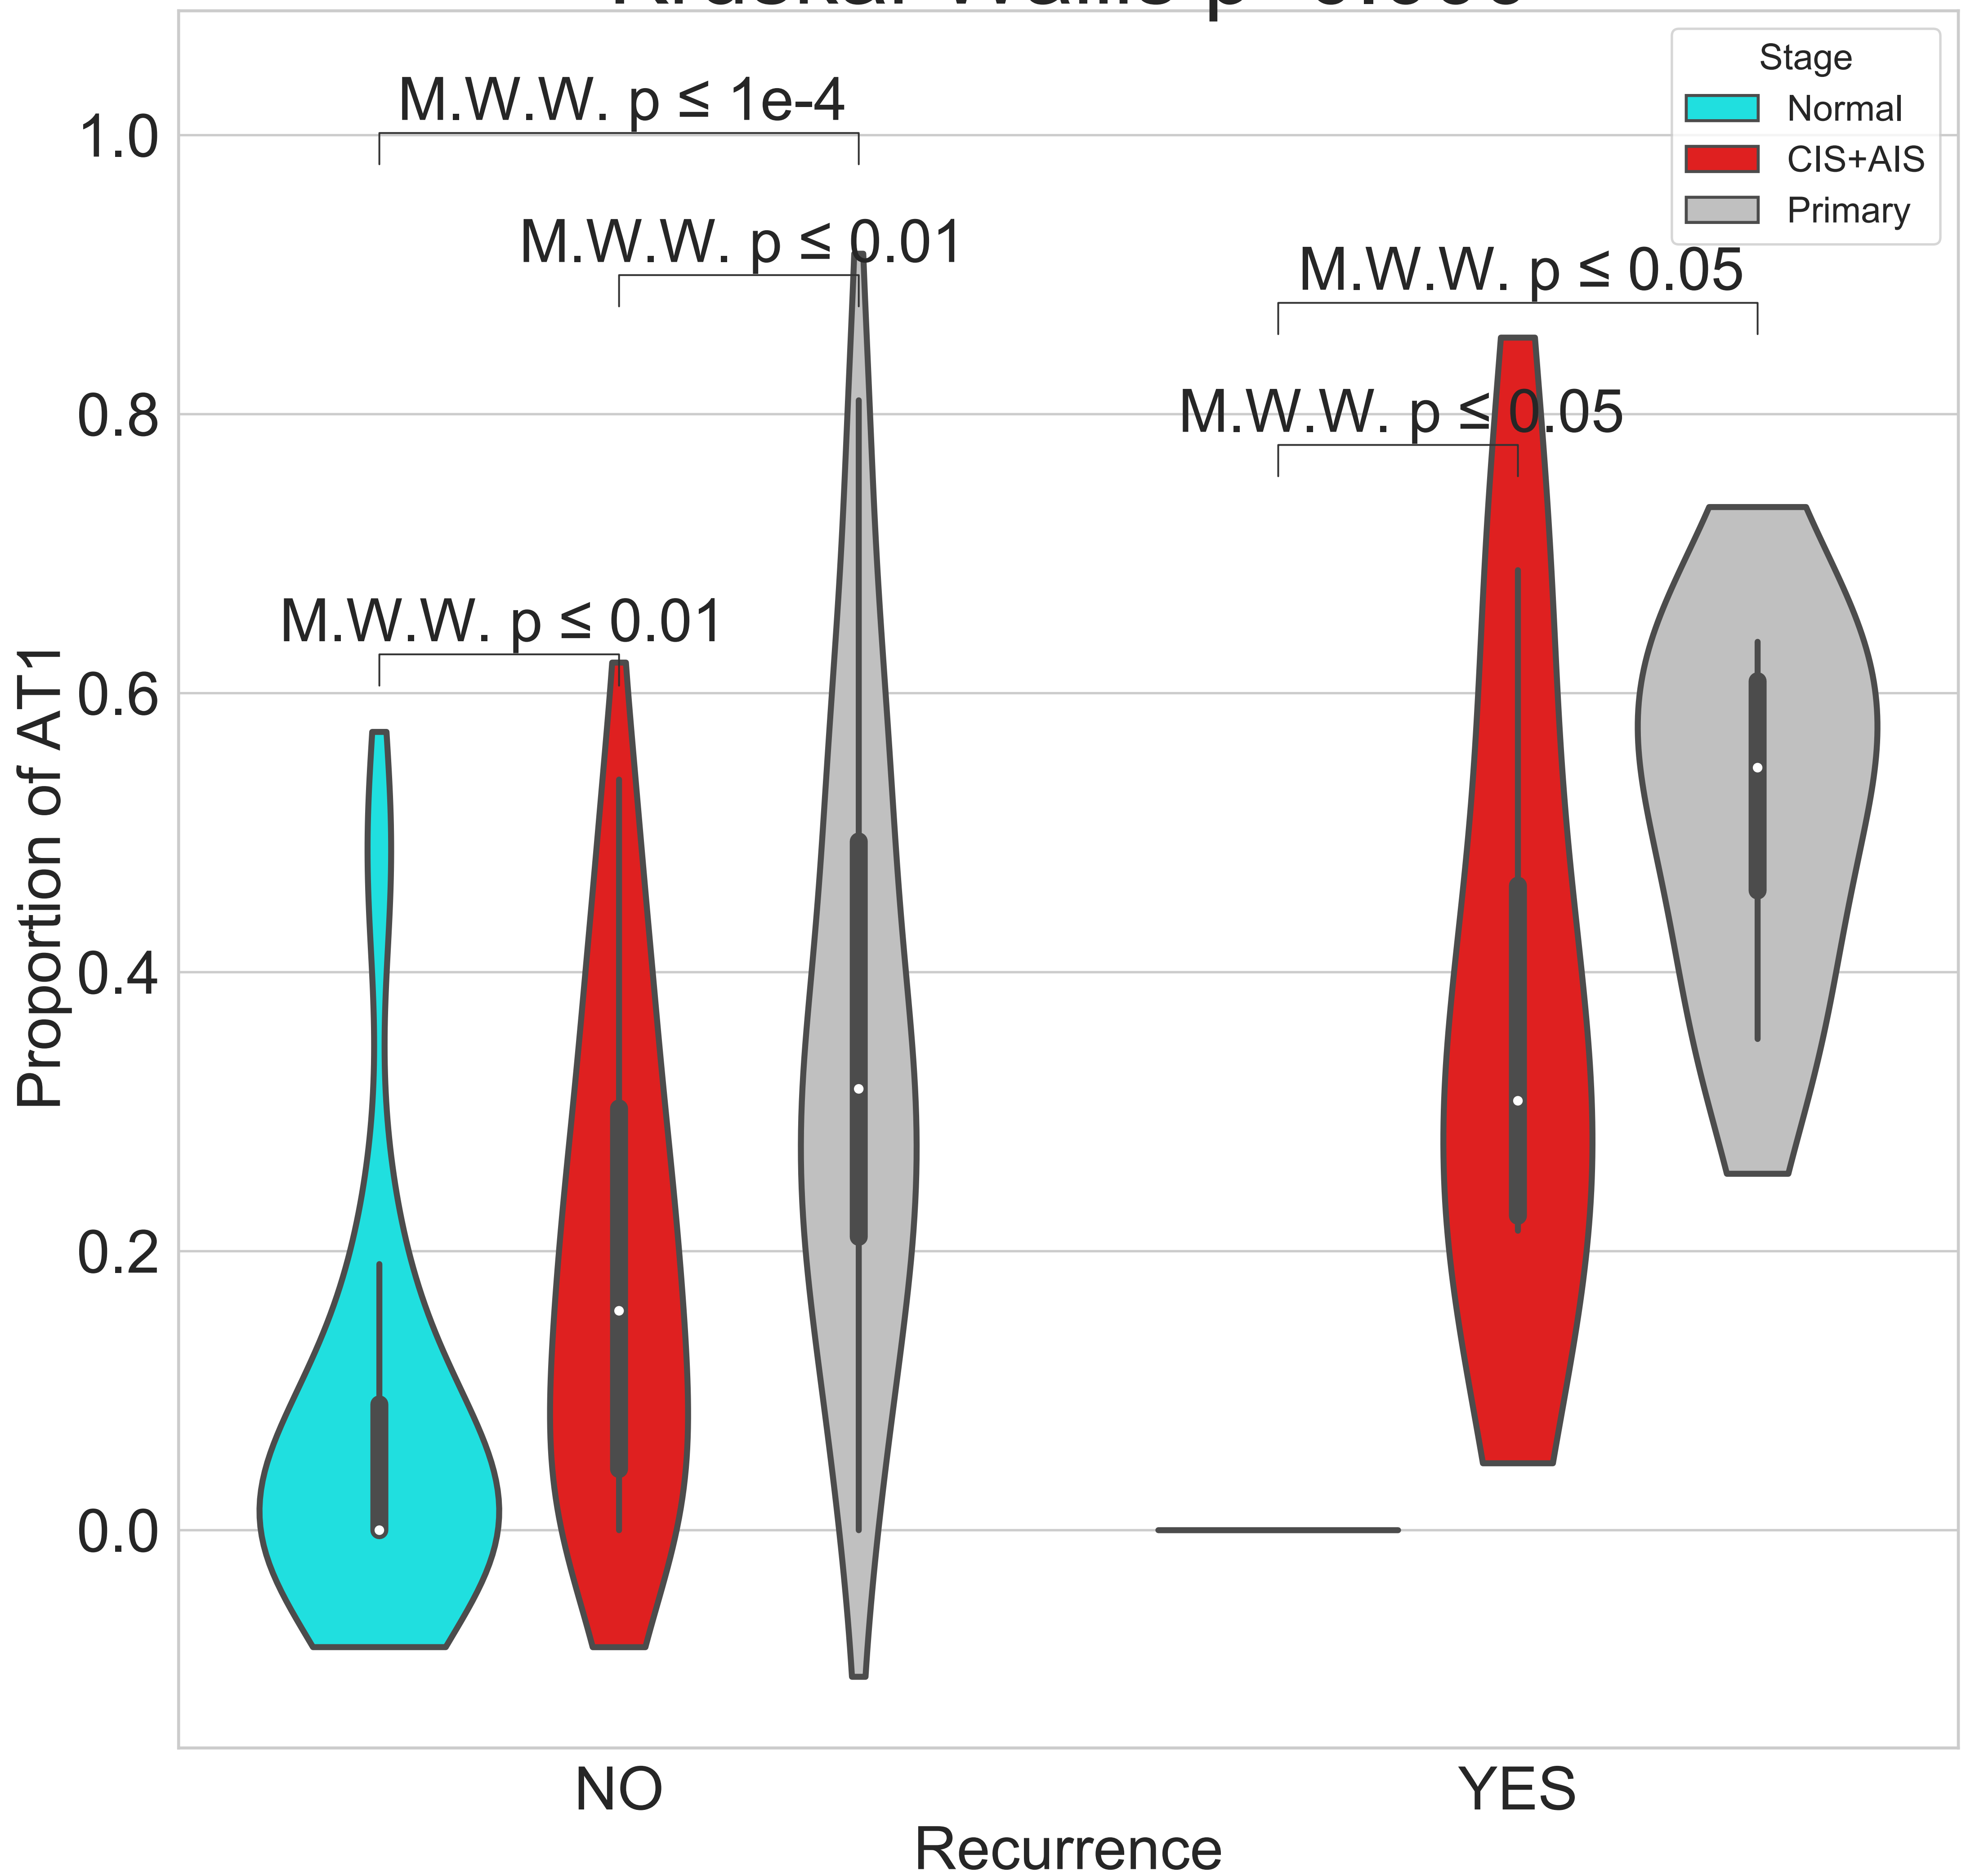 Stage
Normal
CIS+AIS
Primary
M.W.W. p ≤ 1e-4
M.W.W. p ≤ 0.01
M.W.W. p ≤ 0.05
M.W.W. p ≤ 0.05
M.W.W. p ≤ 0.01
1.0
0.8
0.6
0.4
0.2
0.0
Proportion of AT1
NO
YES
Recurrence